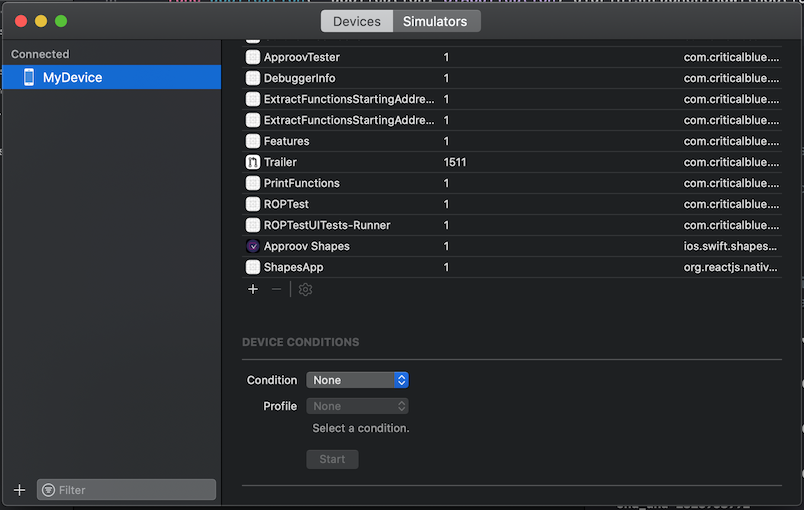 Devices Simulators
Connected
MyDevice
ApproovTester 1 com.criticalblue....
DebuggerInfo 1 com.criticalblue....
ExtractFunctionsStartingAddre... 1 com.criticalblue....
ExtractFunctionsStartingAddre... 1 com.criticalblue....
Features 1 com.criticalblue....
Trailer 1511 com.criticalblue....
PrintFunctions 1 com.criticalblue....
ROPTest 1 com.criticalblue....
ROPTestUITests-Runner 1 com.criticalblue....
Approov Shapes 1 ios.swift.shapes...
ShapesApp 1 org.reactjs.nativ...
+ −
DEVICE CONDITIONS
Condition None
Profile None
Select a condition.
Start
+ Filter